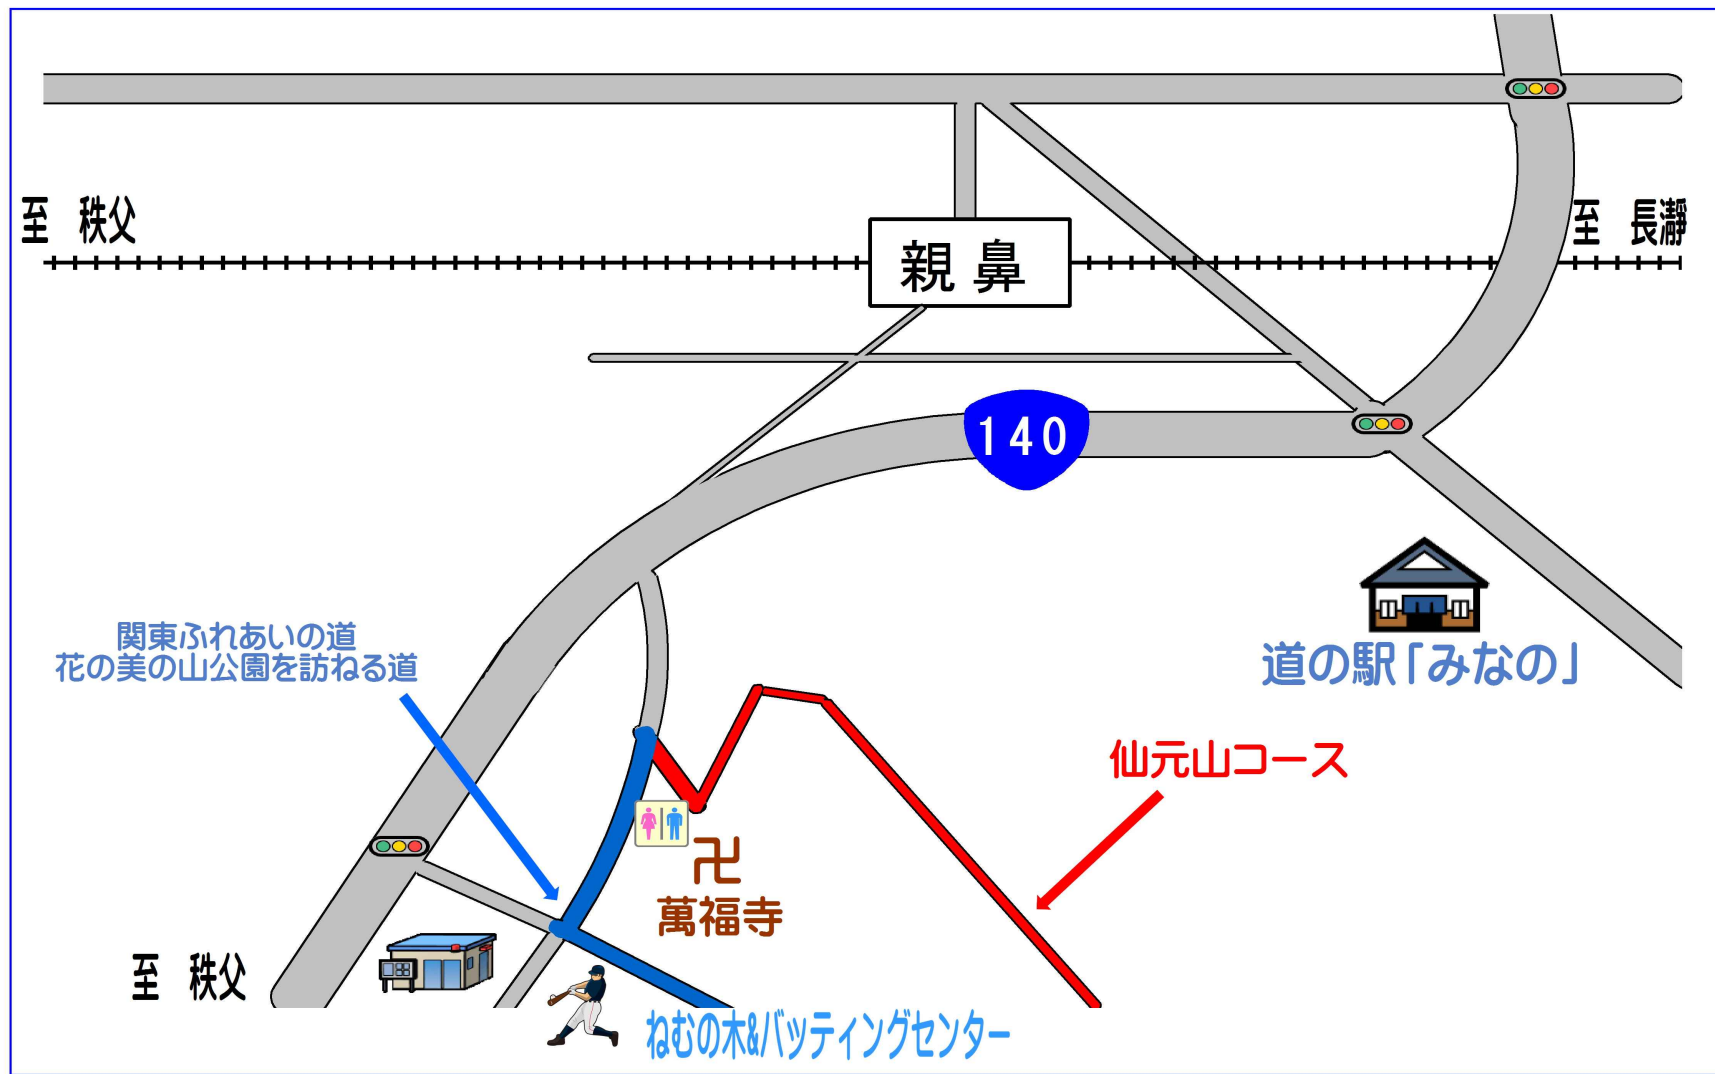 至 秩父
至 長瀞
親鼻
140
関東ふれあいの道
花の美の山公園を訪ねる道
道の駅「みなの」
仙元山コース
卍
萬福寺
至 秩父
ねむの木&バッティングセンター